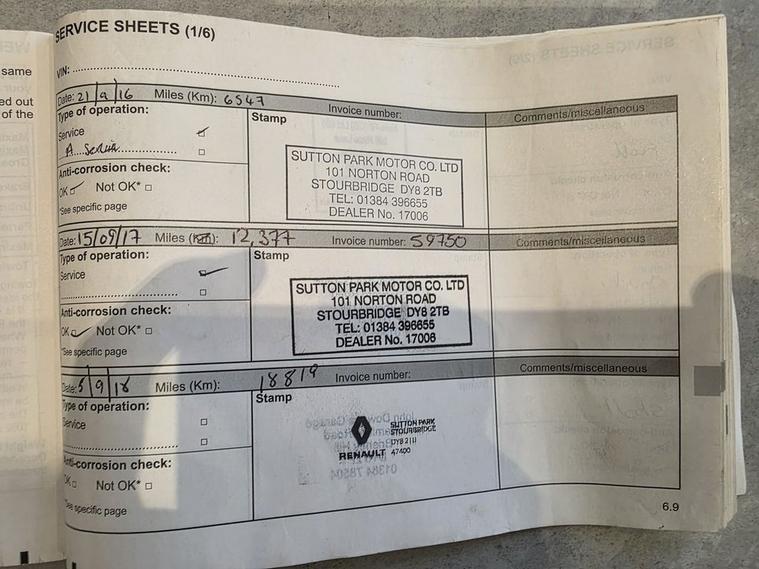 same
ed out
of the
SERVICE SHEETS (1/6)
VIN:
Date: 21/9/16 Miles (Km): 6547 Invoice number: Comments/miscellaneous
Type of operation:
Service
A Service
Anti-corrosion check:
OK Not OK*
*See specific page
Stamp
SUTTON PARK MOTOR CO. LTD
101 NORTON ROAD
STOURBRIDGE DY8 2TB
TEL: 01384 396655
DEALER No. 17006
Date: 15/09/17 Miles (Km): 12,377 Invoice number: 59750 Comments/miscellaneous
Type of operation:
Service
Anti-corrosion check:
OK Not OK*
*See specific page
Stamp
SUTTON PARK MOTOR CO. LTD
101 NORTON ROAD
STOURBRIDGE DY8 2TB
TEL: 01384 396655
DEALER No. 17006
Date: 5/9/18 Miles (Km): 18819 Invoice number: Comments/miscellaneous
Type of operation:
Service
Anti-corrosion check:
OK Not OK*
*See specific page
Stamp
RENAULT
SUTTON PARK
STOURBRIDGE
47400
6.9